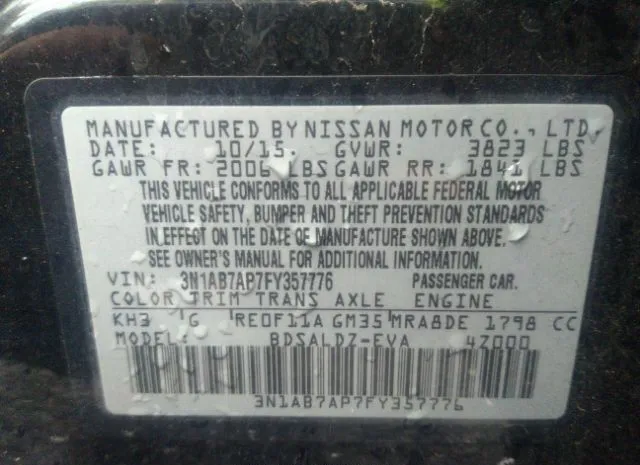 MANUFACTURED BY NISSAN MOTOR CO., LTD.
DATE: 10/15 GVWR: 3823 LBS
GAWR FR: 2006 LBS GAWR RR: 1841 LBS
THIS VEHICLE CONFORMS TO ALL APPLICABLE FEDERAL MOTOR
VEHICLE SAFETY, BUMPER AND THEFT PREVENTION STANDARDS
IN EFFECT ON THE DATE OF MANUFACTURE SHOWN ABOVE.
SEE OWNER'S MANUAL FOR ADDITIONAL INFORMATION.
VIN: 3N1AB7AP7FY357776 PASSENGER CAR.
COLOR TRIM TRANS AXLE ENGINE
KH3 G RE0F11A GM35 MRA8DE 1798 CC
MODEL: BDSALDZ-EVA 4Z000
3N1AB7AP7FY357776